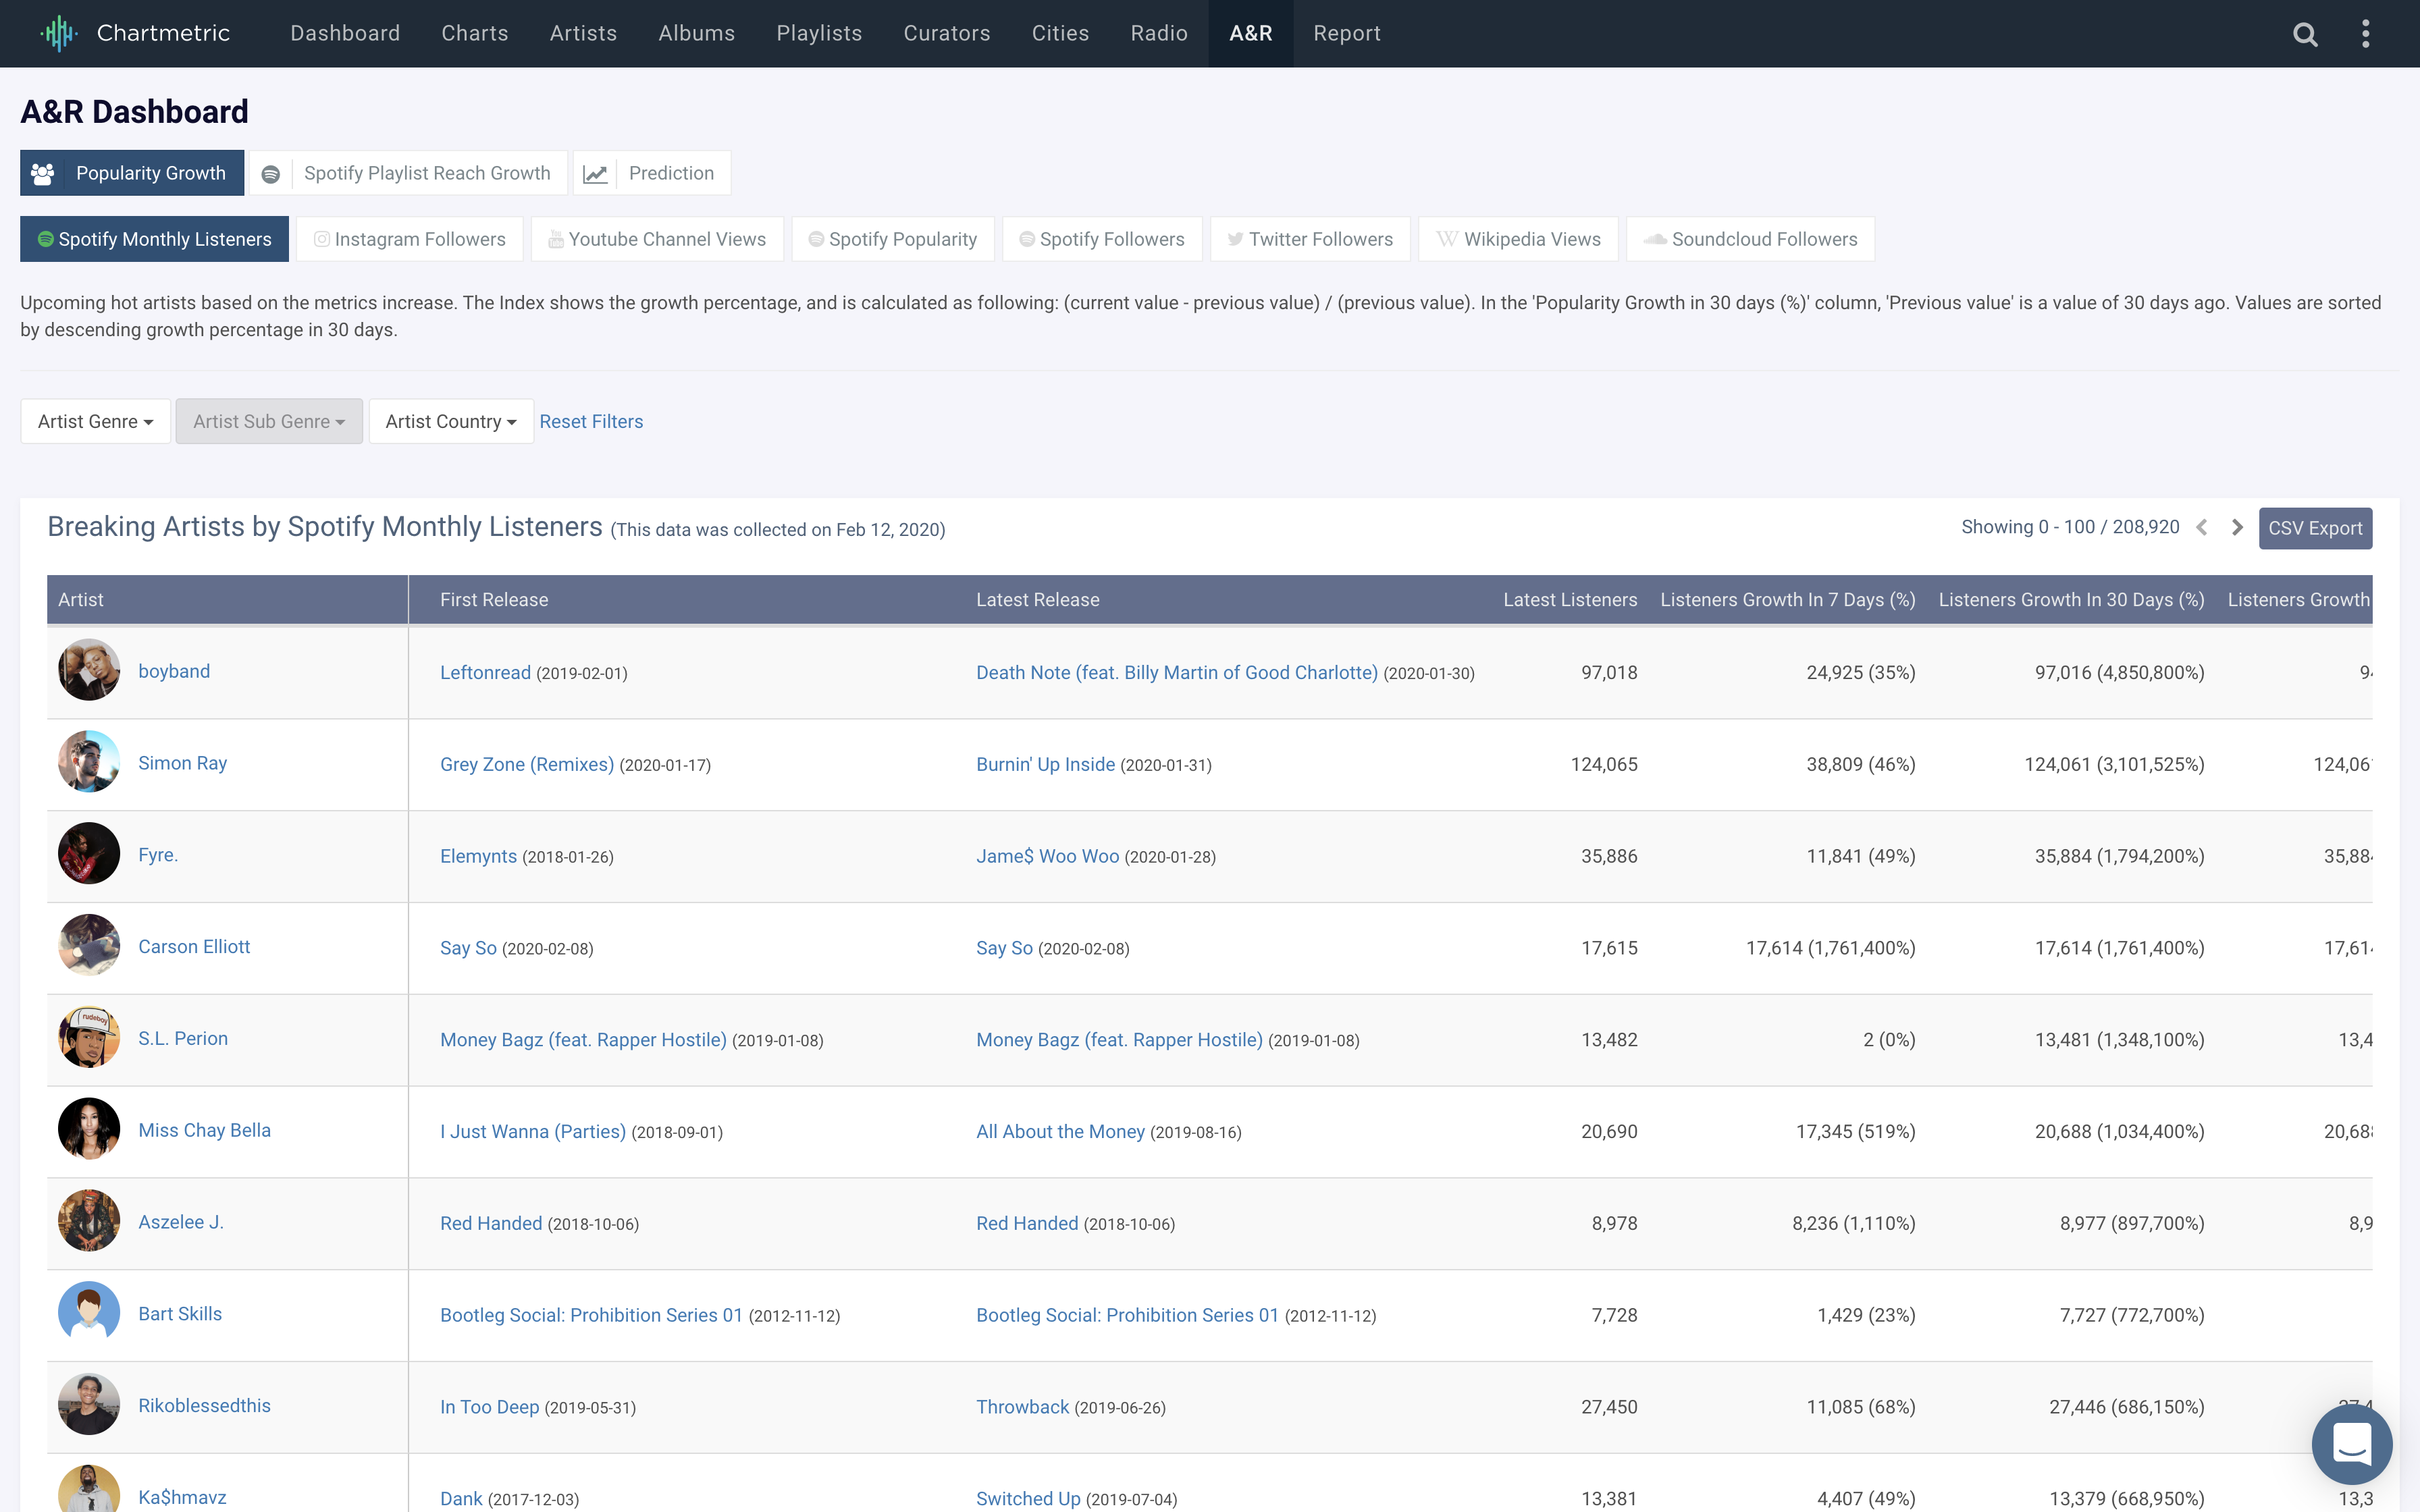 Chartmetric Dashboard Charts Artists Albums Playlists Curators Cities Radio A&R Report
A&R Dashboard
Popularity Growth Spotify Playlist Reach Growth Prediction
Spotify Monthly Listeners Instagram Followers Youtube Channel Views Spotify Popularity Spotify Followers Twitter Followers Wikipedia Views Soundcloud Followers
Upcoming hot artists based on the metrics increase. The Index shows the growth percentage, and is calculated as following: (current value - previous value) / (previous value). In the 'Popularity Growth in 30 days (%)' column, 'Previous value' is a value of 30 days ago. Values are sorted
by descending growth percentage in 30 days.
Artist Genre Artist Sub Genre Artist Country Reset Filters
Breaking Artists by Spotify Monthly Listeners (This data was collected on Feb 12, 2020) Showing 0 - 100 / 208,920 CSV Export
Artist First Release Latest Release Latest Listeners Listeners Growth In 7 Days (%) Listeners Growth In 30 Days (%) Listeners Growth
boyband Leftonread (2019-02-01) Death Note (feat. Billy Martin of Good Charlotte) (2020-01-30) 97,018 24,925 (35%) 97,016 (4,850,800%)
Simon Ray Grey Zone (Remixes) (2020-01-17) Burnin' Up Inside (2020-01-31) 124,065 38,809 (46%) 124,061 (3,101,525%) 124,061
Fyre. Elemynts (2018-01-26) Jame$ Woo Woo (2020-01-28) 35,886 11,841 (49%) 35,884 (1,794,200%) 35,884
Carson Elliott Say So (2020-02-08) Say So (2020-02-08) 17,615 17,614 (1,761,400%) 17,614 (1,761,400%) 17,614
rudeboy
S.L. Perion Money Bagz (feat. Rapper Hostile) (2019-01-08) Money Bagz (feat. Rapper Hostile) (2019-01-08) 13,482 2 (0%) 13,481 (1,348,100%) 13,4
Miss Chay Bella I Just Wanna (Parties) (2018-09-01) All About the Money (2019-08-16) 20,690 17,345 (519%) 20,688 (1,034,400%) 20,688
Aszelee J. Red Handed (2018-10-06) Red Handed (2018-10-06) 8,978 8,236 (1,110%) 8,977 (897,700%) 8,9
Bart Skills Bootleg Social: Prohibition Series 01 (2012-11-12) Bootleg Social: Prohibition Series 01 (2012-11-12) 7,728 1,429 (23%) 7,727 (772,700%)
Rikoblessedthis In Too Deep (2019-05-31) Throwback (2019-06-26) 27,450 11,085 (68%) 27,446 (686,150%)
Ka$hmavz Dank (2017-12-03) Switched Up (2019-07-04) 13,381 4,407 (49%) 13,379 (668,950%) 13,3